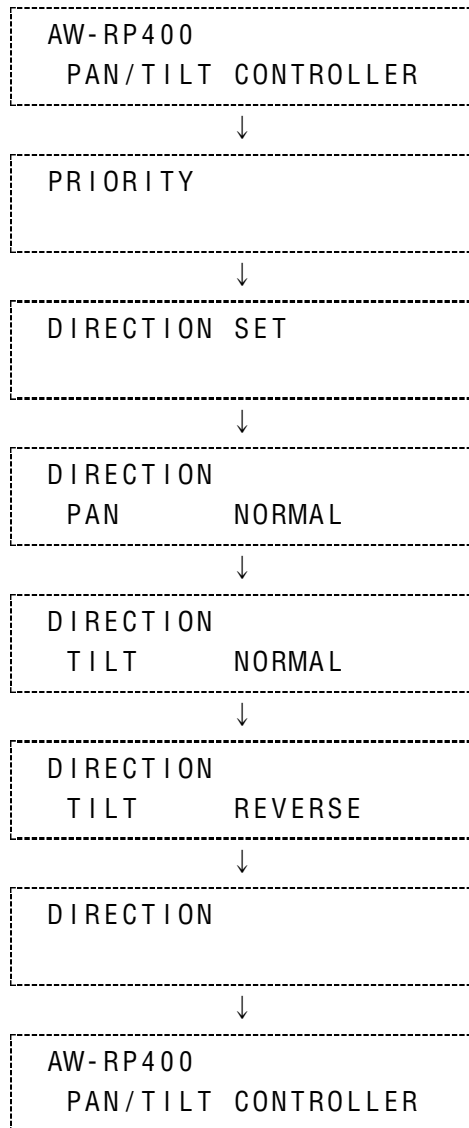 AW-RP400
PAN/TILT CONTROLLER
↓
PRIORITY
↓
DIRECTION SET
↓
DIRECTION
PAN NORMAL
↓
DIRECTION
TILT NORMAL
↓
DIRECTION
TILT REVERSE
↓
DIRECTION
↓
AW-RP400
PAN/TILT CONTROLLER